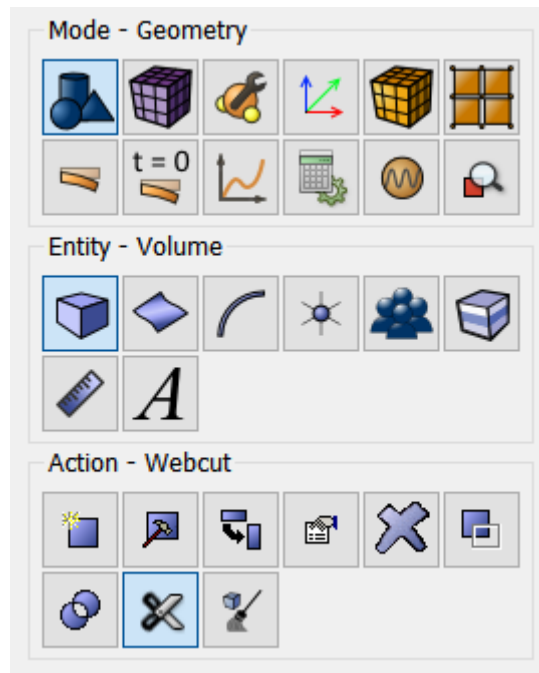 Mode - Geometry
t = 0
Entity - Volume
A
Action - Webcut